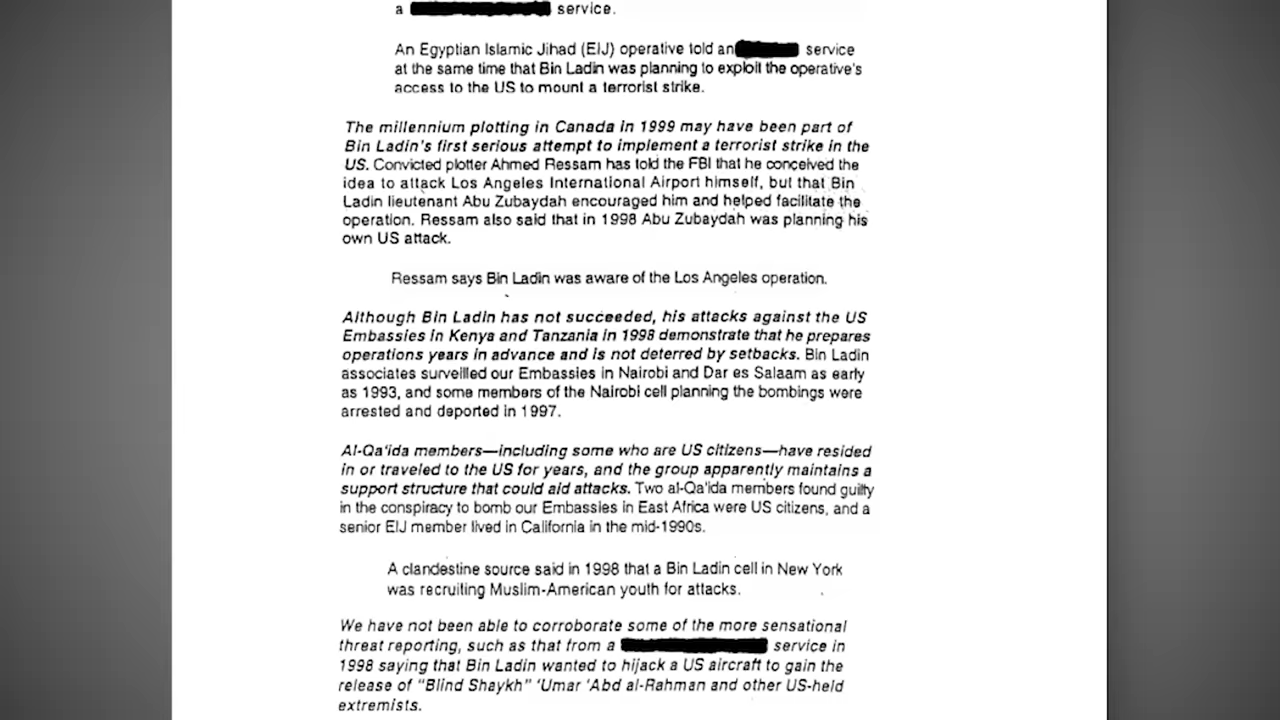 a service.
An Egyptian Islamic Jihad (EIJ) operative told an service
at the same time that Bin Ladin was planning to exploit the operative's
access to the US to mount a terrorist strike.
The millennium plotting in Canada in 1999 may have been part of
Bin Ladin's first serious attempt to implement a terrorist strike in the
US. Convicted plotter Ahmed Ressam has told the FBI that he conceived the
idea to attack Los Angeles International Airport himself, but that Bin
Ladin lieutenant Abu Zubaydah encouraged him and helped facilitate the
operation. Ressam also said that in 1998 Abu Zubaydah was planning his
own US attack.
Ressam says Bin Ladin was aware of the Los Angeles operation.
Although Bin Ladin has not succeeded, his attacks against the US
Embassies in Kenya and Tanzania in 1998 demonstrate that he prepares
operations years in advance and is not deterred by setbacks. Bin Ladin
associates surveilled our Embassies in Nairobi and Dar es Salaam as early
as 1993, and some members of the Nairobi cell planning the bombings were
arrested and deported in 1997.
Al-Qa'ida members—including some who are US citizens—have resided
in or traveled to the US for years, and the group apparently maintains a
support structure that could aid attacks. Two al-Qa'ida members found guilty
in the conspiracy to bomb our Embassies in East Africa were US citizens, and a
senior EIJ member lived in California in the mid-1990s.
A clandestine source said in 1998 that a Bin Ladin cell in New York
was recruiting Muslim-American youth for attacks.
We have not been able to corroborate some of the more sensational
threat reporting, such as that from a service in
1998 saying that Bin Ladin wanted to hijack a US aircraft to gain the
release of "Blind Shaykh" 'Umar 'Abd al-Rahman and other US-held
extremists.